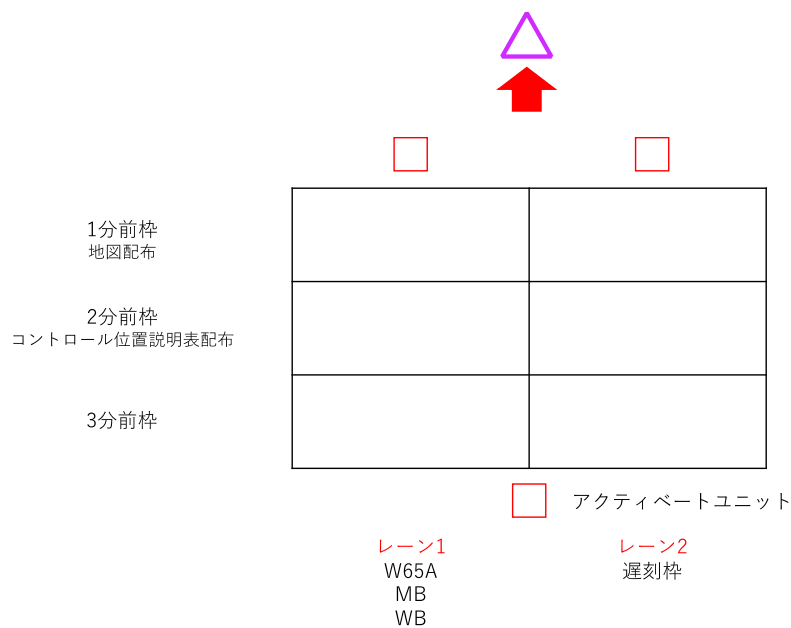 1分前枠
地図配布
2分前枠
コントロール位置説明表配布
3分前枠
アクティベートユニット
レーン1
W65A
MB
WB
レーン2
遅刻枠